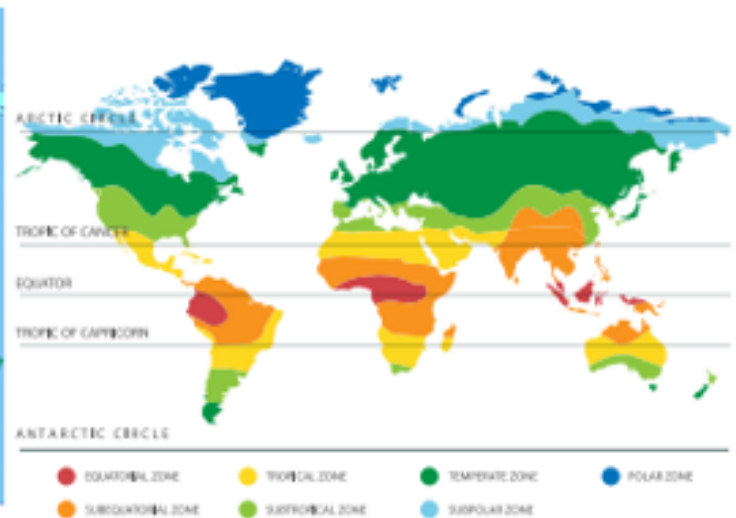 ARCTIC CIRCLE
TROPIC OF CANCER
EQUATOR
TROPIC OF CAPRICORN
ANTARCTIC CIRCLE
EQUATORIAL ZONE
TROPICAL ZONE
TEMPERATE ZONE
POLAR ZONE
SUBEQUATORIAL ZONE
SUBTROPICAL ZONE
SUBPOLAR ZONE